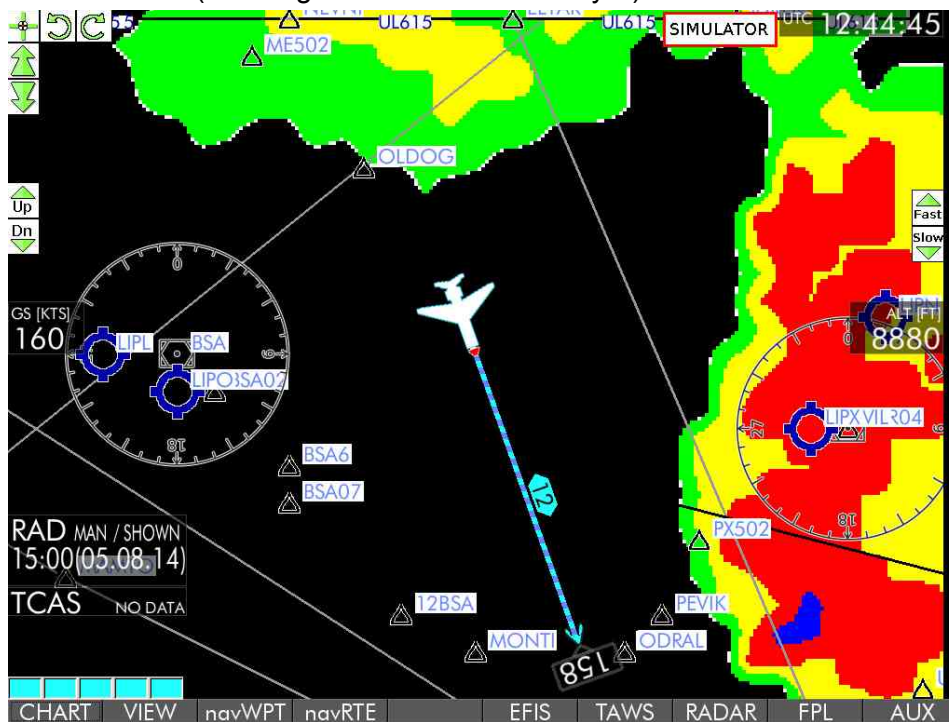 UL615
UL615
SIMULATOR
UTC 12:44:45
ME502
OLDOG
Up
Dn
Fast
Slow
GS [KTS]
160
ALT [FT]
8880
LIPL
BSA
LIPO
BSA02
LIPX
VIL
R04
BSA6
BSA07
12
PX502
RAD MAN / SHOWN
15:00(05.08.14)
TCAS NO DATA
12BSA
PEVIK
MONTI
ODRAL
158
CHART VIEW navWPT navRTE EFIS TAWS RADAR FPL AUX